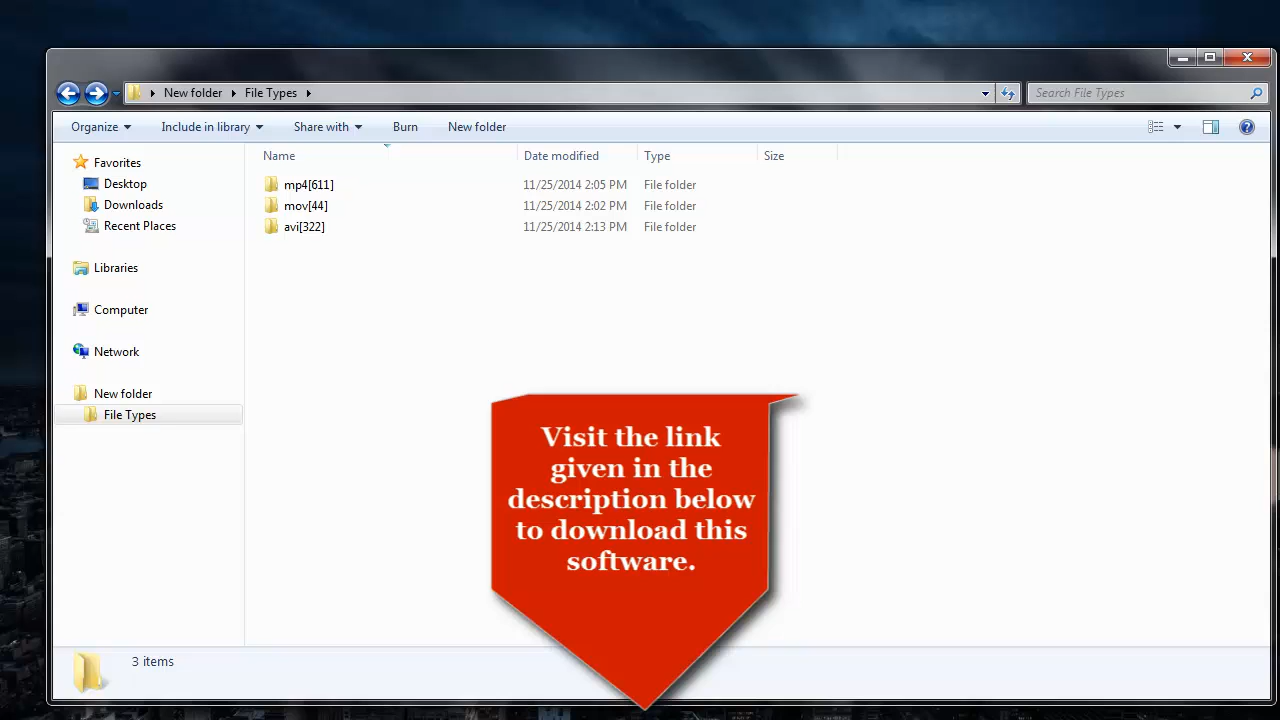 New folder File Types
Search File Types
Organize Include in library Share with Burn New folder
Name Date modified Type Size
Favorites
Desktop
Downloads
Recent Places
Libraries
Computer
Network
New folder
File Types
mp4[611] 11/25/2014 2:05 PM File folder
mov[44] 11/25/2014 2:02 PM File folder
avi[322] 11/25/2014 2:13 PM File folder
Visit the link
given in the
description below
to download this
software.
3 items